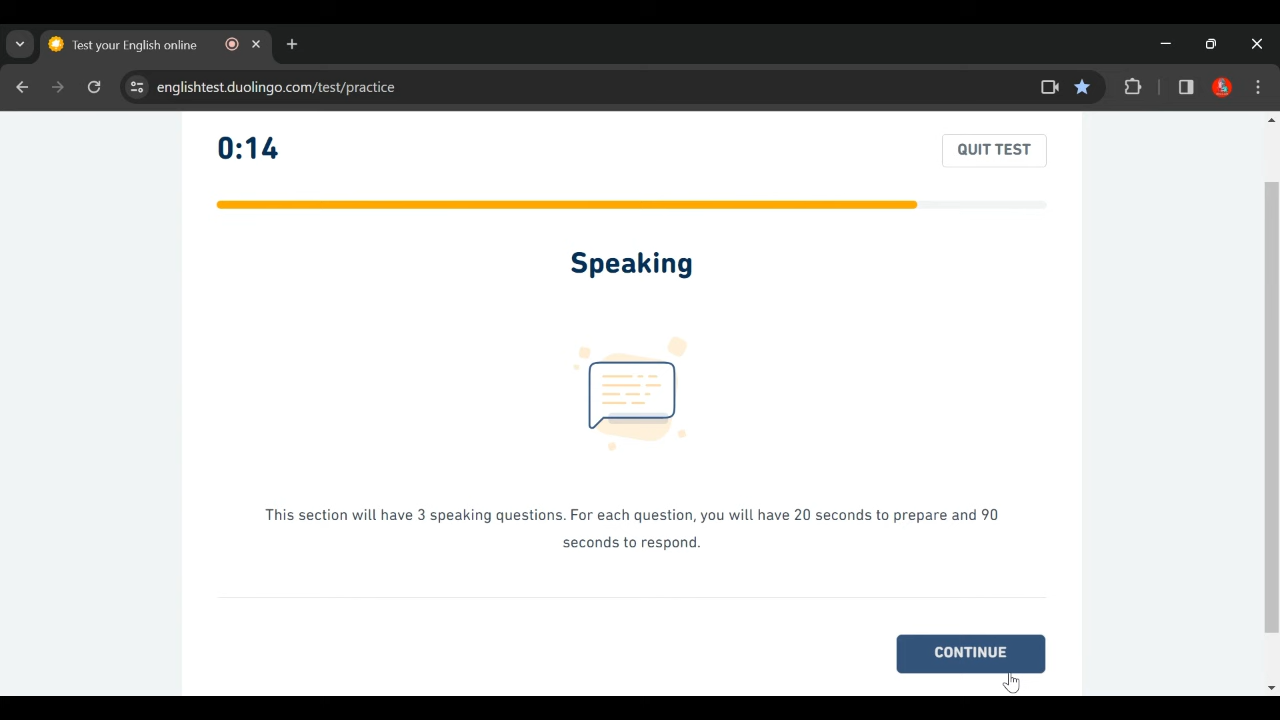 Test your English online
englishtest.duolingo.com/test/practice
0:14
QUIT TEST
Speaking
This section will have 3 speaking questions. For each question, you will have 20 seconds to prepare and 90
seconds to respond.
CONTINUE